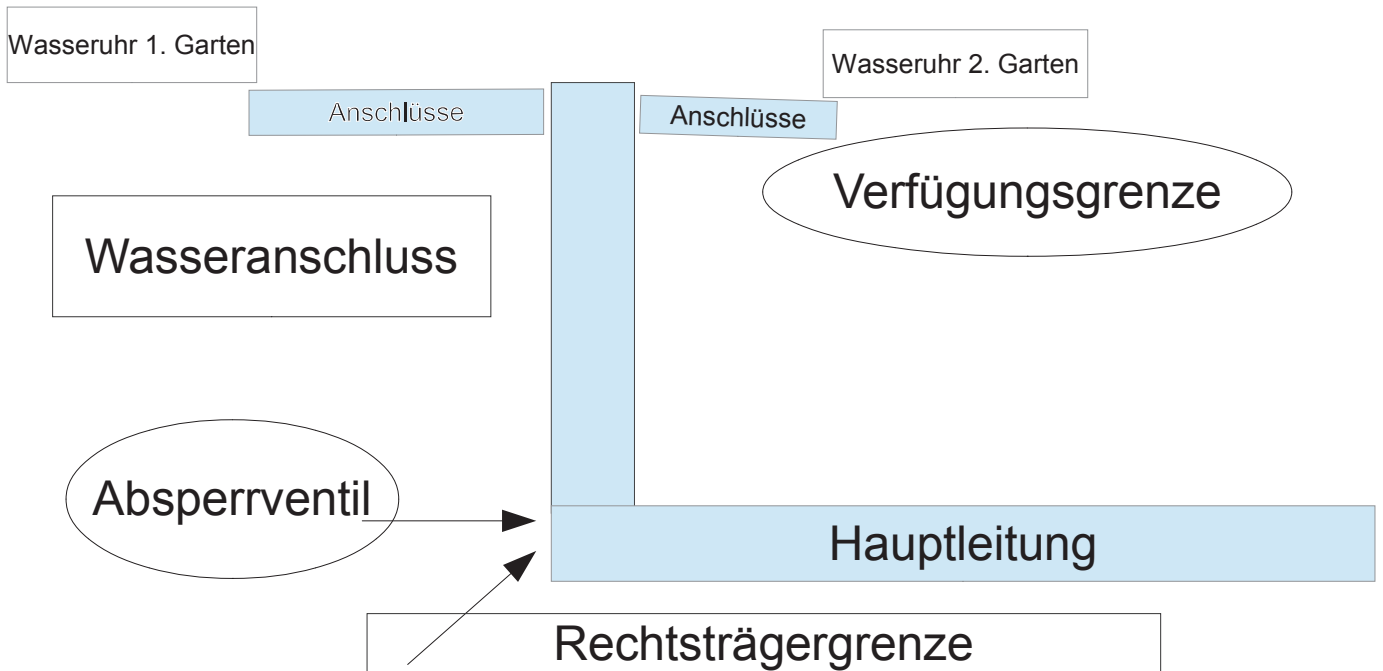 Wasseruhr 1. Garten
Wasseruhr 2. Garten
Anschlüsse
Anschlüsse
Verfügungsgrenze
Wasseranschluss
Absperrventil
Hauptleitung
Rechtsträgergrenze